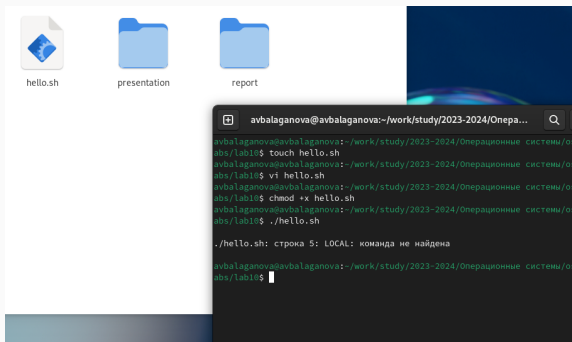 hello.sh presentation report
avbalaganova@avbalaganova:~/work/study/2023-2024/Опера...
avbalaganova@avbalaganova:~/work/study/2023-2024/Операционные системы/o
abs/lab10$ touch hello.sh
avbalaganova@avbalaganova:~/work/study/2023-2024/Операционные системы/o
abs/lab10$ vi hello.sh
avbalaganova@avbalaganova:~/work/study/2023-2024/Операционные системы/o
abs/lab10$ chmod +x hello.sh
avbalaganova@avbalaganova:~/work/study/2023-2024/Операционные системы/o
abs/lab10$ ./hello.sh
./hello.sh: строка 5: LOCAL: команда не найдена
avbalaganova@avbalaganova:~/work/study/2023-2024/Операционные системы/o
abs/lab10$